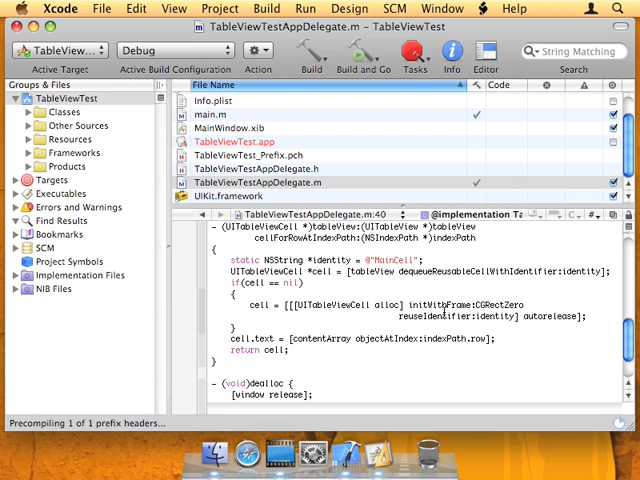 Xcode File Edit View Project Build Run Design SCM Window Help
TableViewTestAppDelegate.m – TableViewTest
TableView... Debug String Matching
Active Target Active Build Configuration Action Build Build and Go Tasks Info Editor Search
Groups & Files
TableViewTest
Classes
Other Sources
Resources
Frameworks
Products
Targets
Executables
Errors and Warnings
Find Results
Bookmarks
SCM
Project Symbols
Implementation Files
NIB Files
File Name Code
Info.plist
main.m
MainWindow.xib
TableViewTest.app
TableViewTest_Prefix.pch
TableViewTestAppDelegate.h
TableViewTestAppDelegate.m
UIKit.framework
TableViewTestAppDelegate.m:40 @implementation Ta
- (UITableViewCell *)tableView:(UITableView *)tableView
cellForRowAtIndexPath:(NSIndexPath *)indexPath
{
static NSString *identity = @"MainCell";
UITableViewCell *cell = [tableView dequeueReusableCellWithIdentifier:identity];
if(cell == nil)
{
cell = [[[UITableViewCell alloc] initWithFrame:CGRectZero
reuseIdentifier:identity] autorelease];
}
cell.text = [contentArray objectAtIndex:indexPath.row];
return cell;
}
- (void)dealloc {
[window release];
Precompiling 1 of 1 prefix headers...